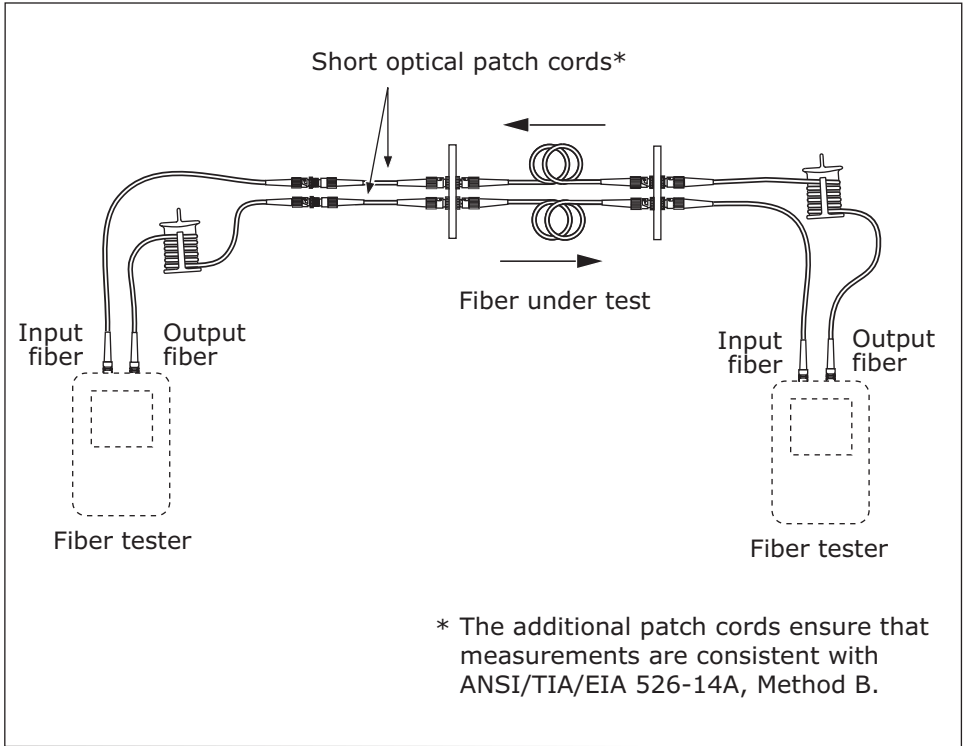 Short optical patch cords*
Fiber under test
Input
fiber
Output
fiber
Input
fiber
Output
fiber
Fiber tester
Fiber tester
* The additional patch cords ensure that
measurements are consistent with
ANSI/TIA/EIA 526-14A, Method B.